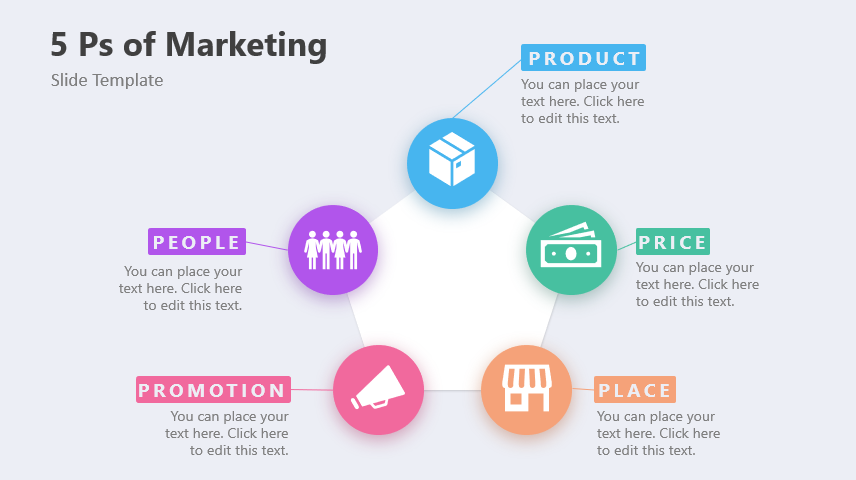 5 Ps of Marketing
Slide Template
PRODUCT
You can place your
text here. Click here
to edit this text.
PEOPLE
You can place your
text here. Click here
to edit this text.
PRICE
You can place your
text here. Click here
to edit this text.
PROMOTION
You can place your
text here. Click here
to edit this text.
PLACE
You can place your
text here. Click here
to edit this text.